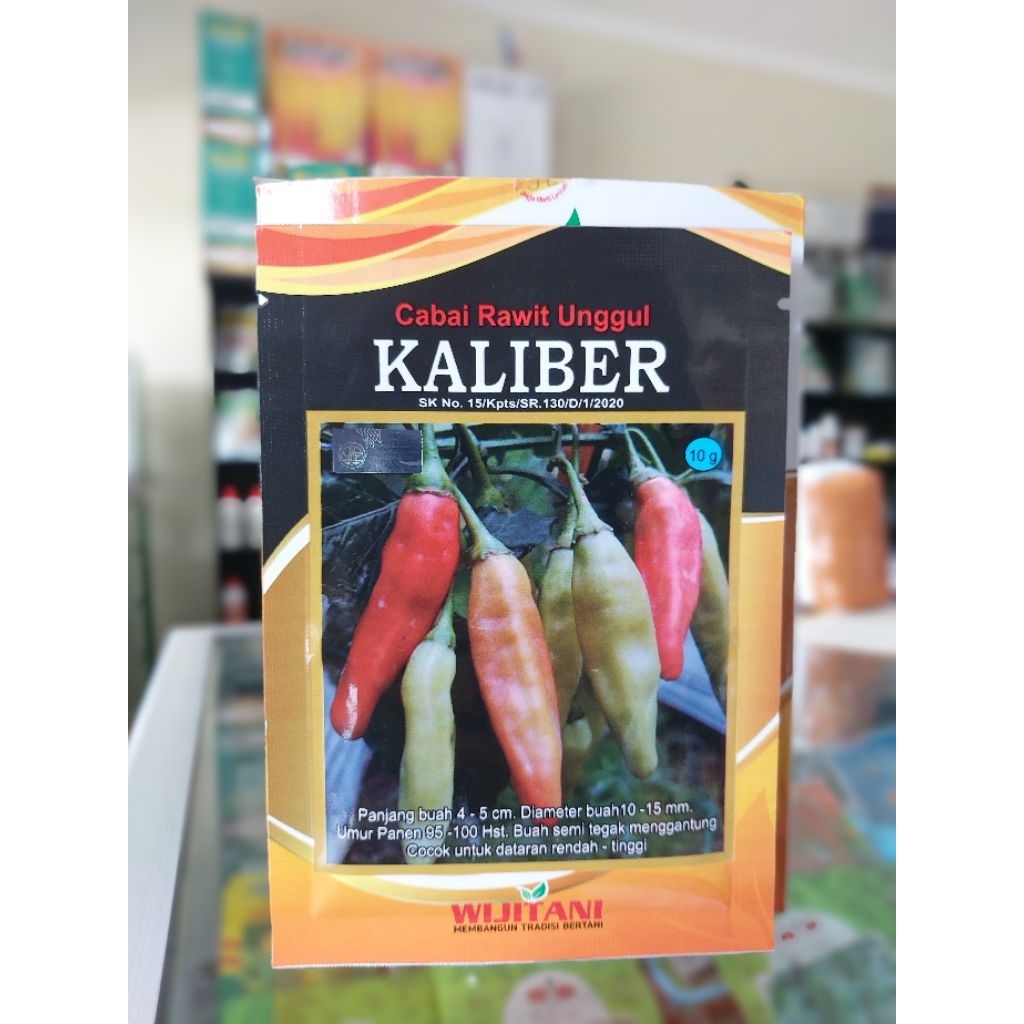 Cabai Rawit Unggul
KALIBER
SK No. 15/Kpts/SR.130/D/1/2020
10 g
Panjang buah 4 - 5 cm. Diameter buah10 -15 mm.
Umur Panen 95 -100 Hst. Buah semi tegak menggantung
Cocok untuk dataran rendah - tinggi
WIJITANI
MEMBANGUN TRADISI BERTANI